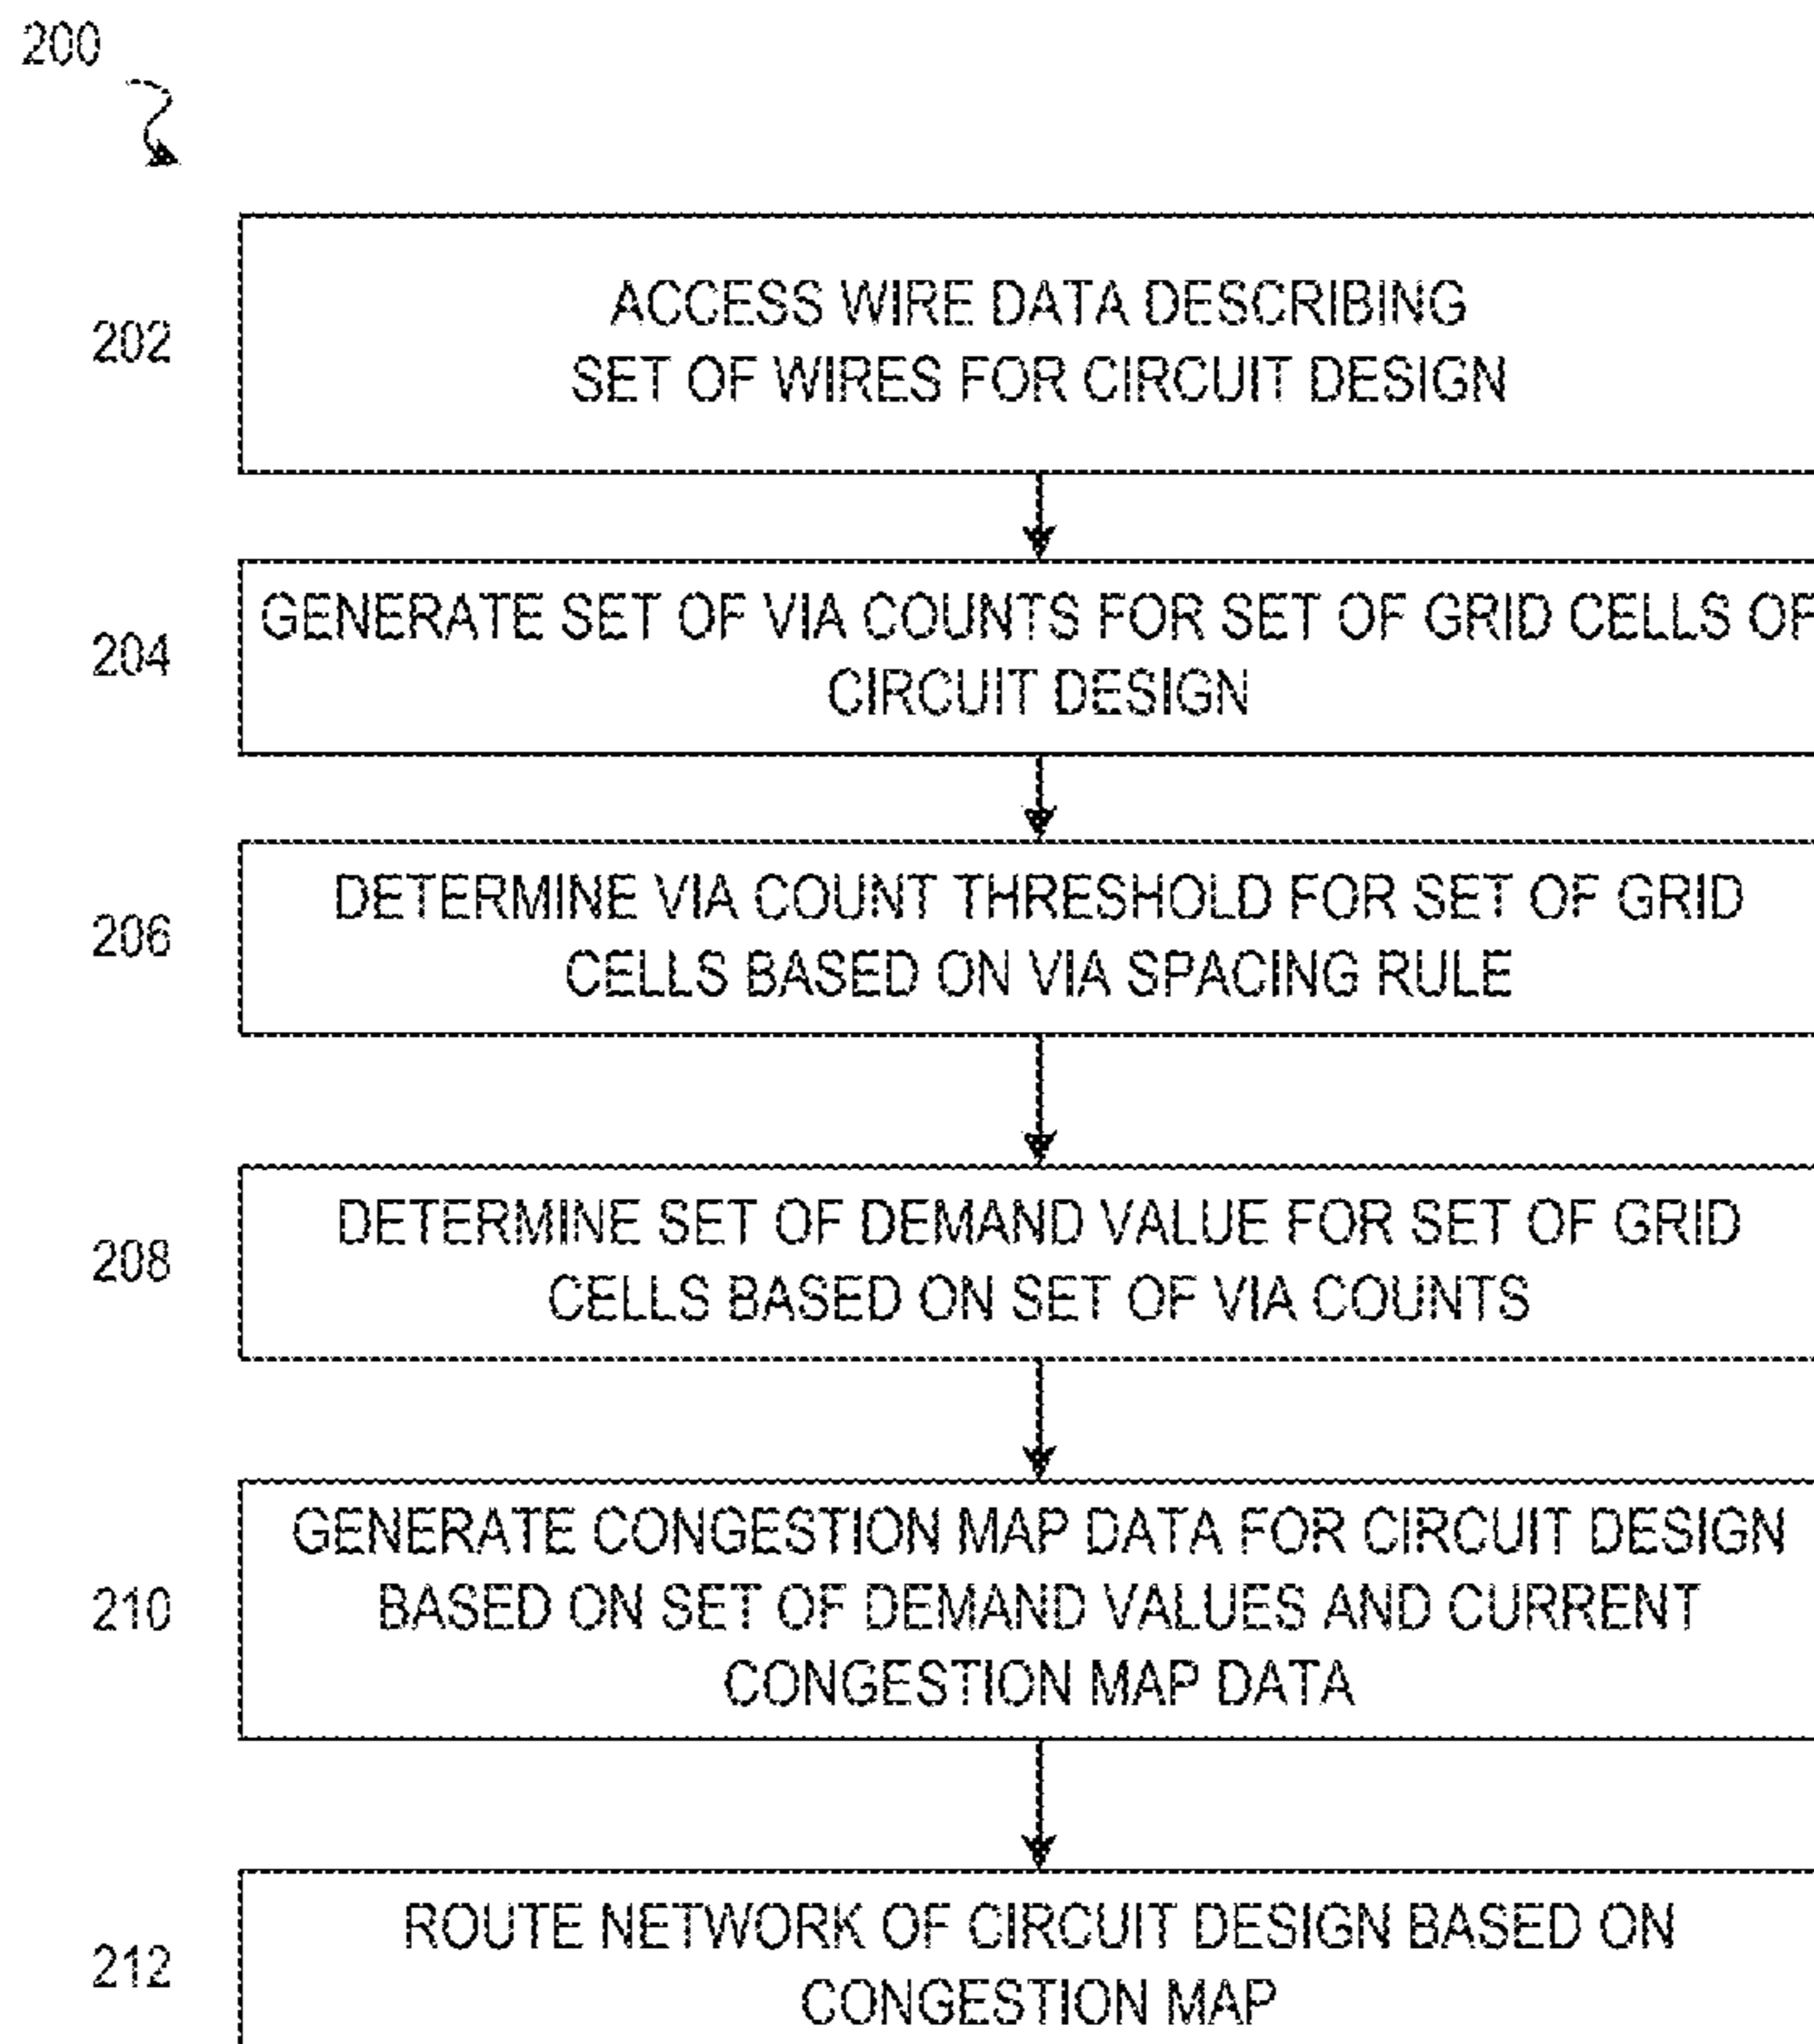 200
202
ACCESS WIRE DATA DESCRIBING
SET OF WIRES FOR CIRCUIT DESIGN
204
GENERATE SET OF VIA COUNTS FOR SET OF GRID CELLS OF
CIRCUIT DESIGN
206
DETERMINE VIA COUNT THRESHOLD FOR SET OF GRID
CELLS BASED ON VIA SPACING RULE
208
DETERMINE SET OF DEMAND VALUE FOR SET OF GRID
CELLS BASED ON SET OF VIA COUNTS
210
GENERATE CONGESTION MAP DATA FOR CIRCUIT DESIGN
BASED ON SET OF DEMAND VALUES AND CURRENT
CONGESTION MAP DATA
212
ROUTE NETWORK OF CIRCUIT DESIGN BASED ON
CONGESTION MAP